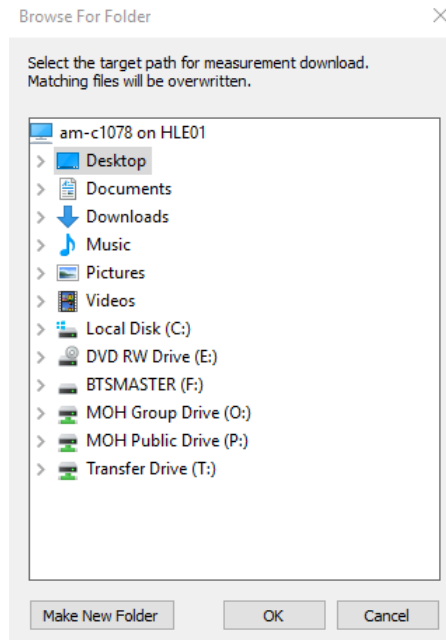 Browse For Folder
Select the target path for measurement download.
Matching files will be overwritten.
am-c1078 on HLE01
Desktop
Documents
Downloads
Music
Pictures
Videos
Local Disk (C:)
DVD RW Drive (E:)
BTSMASTER (F:)
MOH Group Drive (O:)
MOH Public Drive (P:)
Transfer Drive (T:)
Make New Folder
OK
Cancel